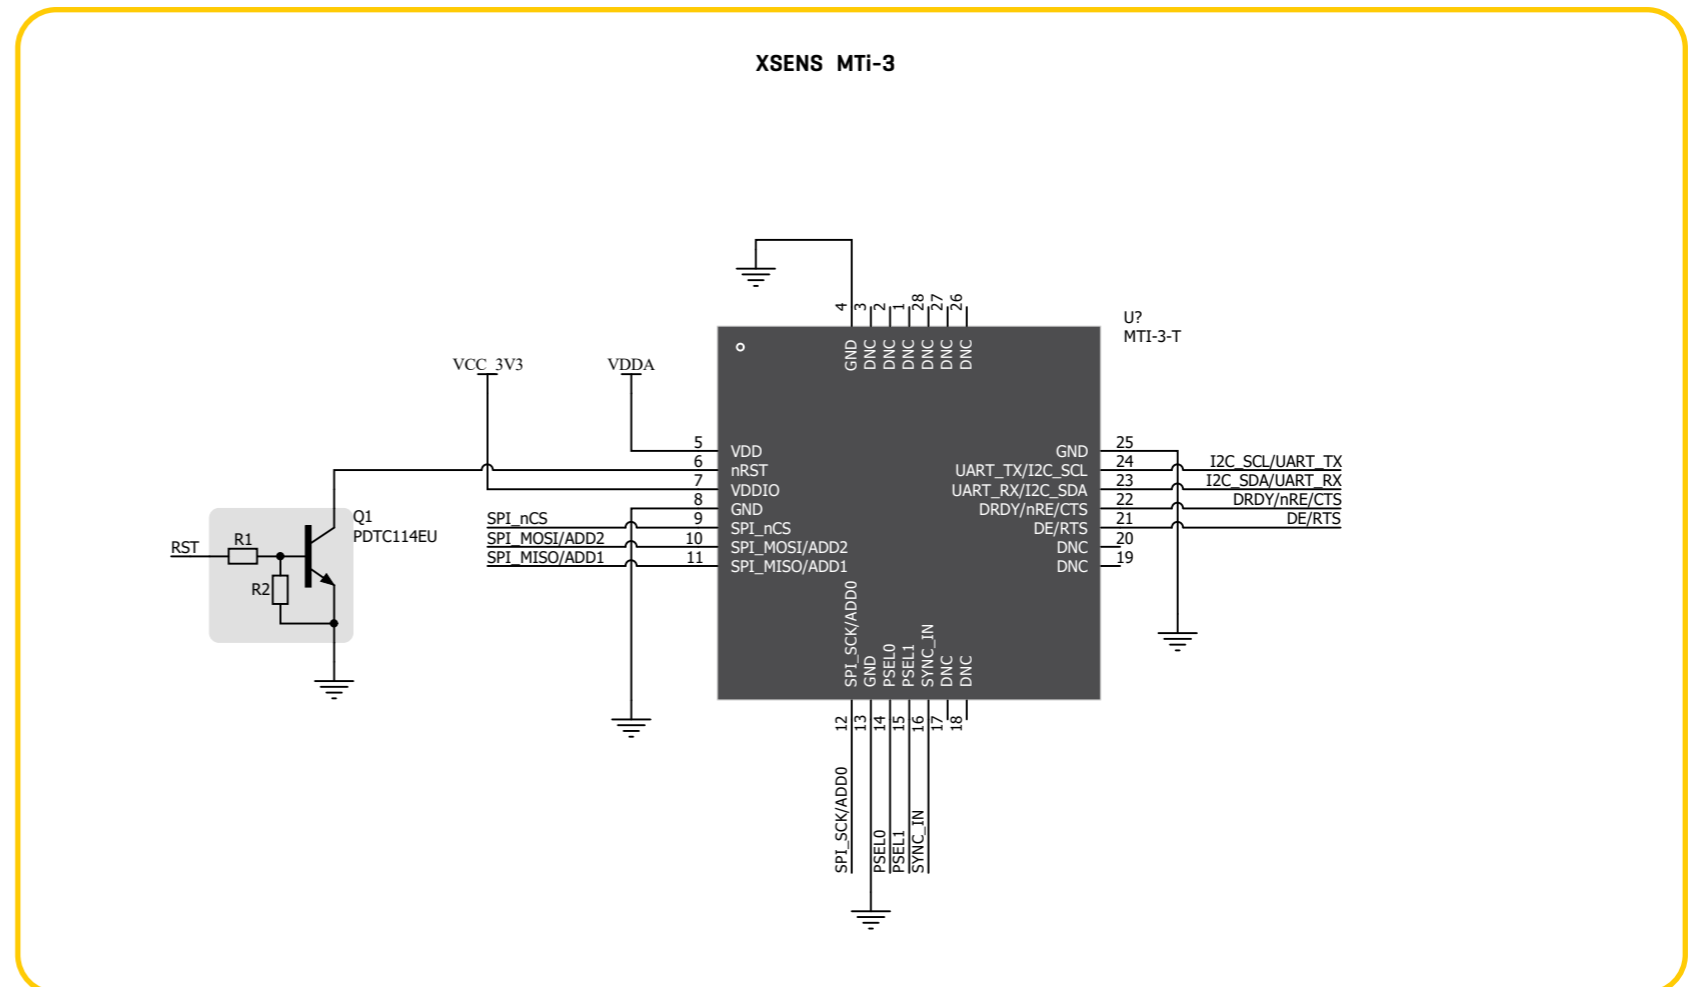 XSENS MTi-3
U?
MTI-3-T
4
3
2
1
28
27
26
GND
DNC
DNC
DNC
DNC
DNC
DNC
VCC_3V3
VDDA
5
VDD
6
nRST
7
VDDIO
8
GND
SPI_nCS
9
SPI_nCS
SPI_MOSI/ADD2
10
SPI_MOSI/ADD2
SPI_MISO/ADD1
11
SPI_MISO/ADD1
GND
25
UART_TX/I2C_SCL
24
I2C_SCL/UART_TX
UART_RX/I2C_SDA
23
I2C_SDA/UART_RX
DRDY/nRE/CTS
22
DRDY/nRE/CTS
DE/RTS
21
DE/RTS
DNC
20
DNC
19
Q1
PDTC114EU
RST
R1
R2
SPI_SCK/ADD0
GND
PSEL0
PSEL1
SYNC_IN
DNC
DNC
12
13
14
15
16
17
18
SPI_SCK/ADD0
PSEL0
PSEL1
SYNC_IN